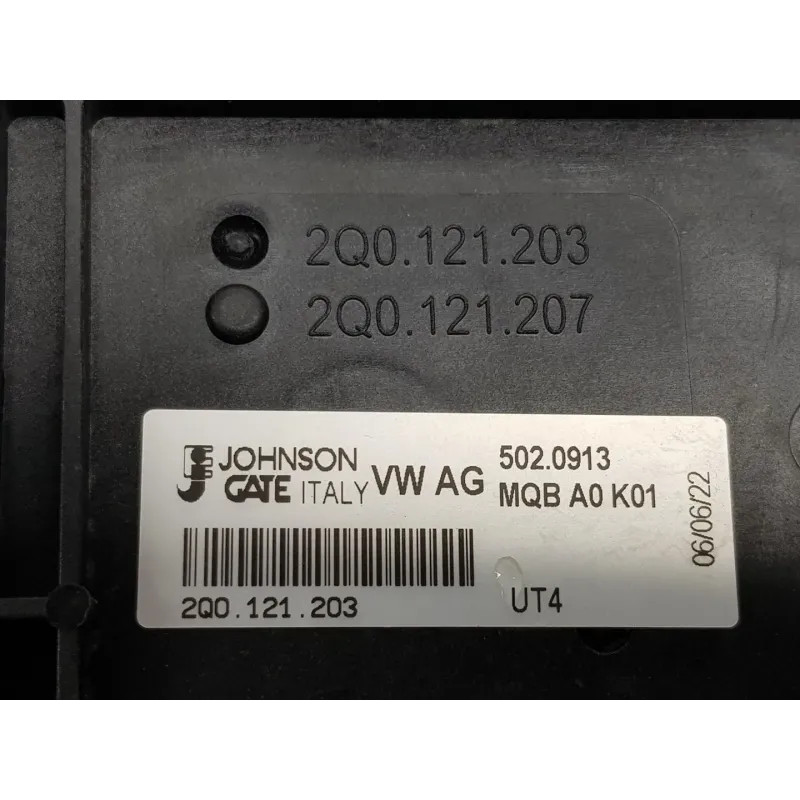 2Q0.121.203
2Q0.121.207
JOHNSON
GATE ITALY
VW AG
502.0913
MQB A0 K01
06/06/22
2Q0.121.203
UT4